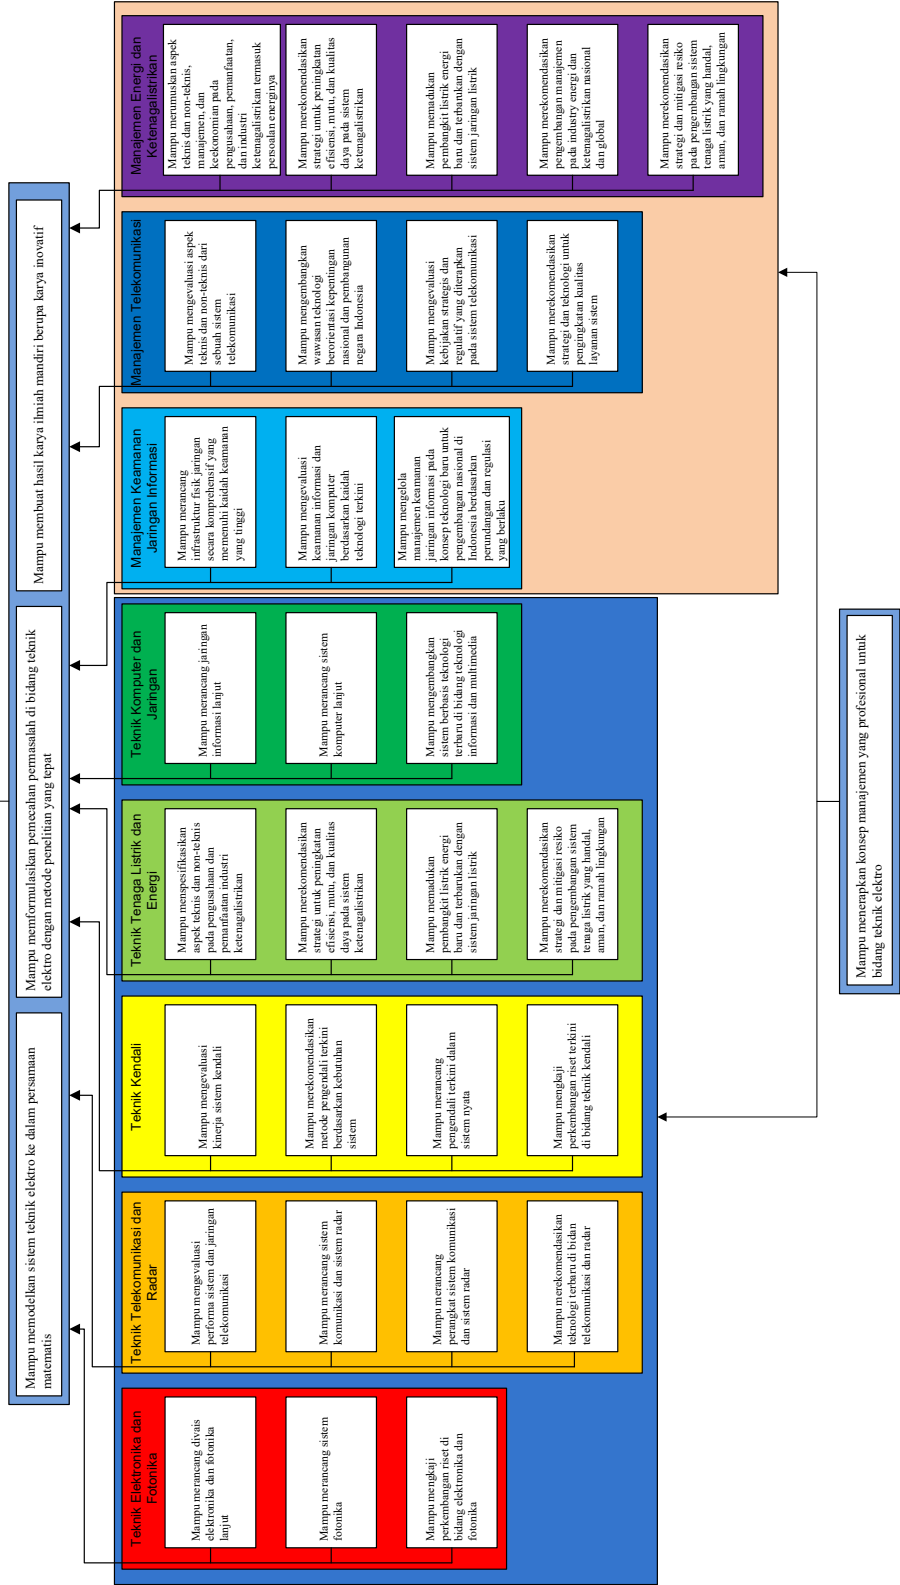 Mampu memodelkan sistem teknik elektro ke dalam persamaan
matematis
Mampu memformulasikan pemecahan permasalah di bidang teknik
elektro dengan metode penelitian yang tepat
Mampu membuat hasil karya ilmiah mandiri berupa karya inovatif
Teknik Elektronika dan
Fotonika
Mampu merancang divais
elektronika dan fotonika
lanjut
Mampu merancang sistem
fotonika
Mampu mengkaji
perkembangan riset di
bidang elektronika dan
fotonika
Teknik Telekomunikasi dan
Radar
Mampu mengevaluasi
performa sistem dan jaringan
telekomunikasi
Mampu merancang sistem
komunikasi dan sistem radar
Mampu merancang
perangkat sistem komunikasi
dan sistem radar
Mampu merekomendasikan
teknologi terbaru di bidan
telekomunikasi dan radar
Teknik Kendali
Mampu mengevaluasi
kinerja sistem kendali
Mampu merekomendasikan
metode pengendali terkini
berdasarkan kebutuhan
sistem
Mampu merancang
pengendali terkini dalam
sistem nyata
Mampu mengkaji
perkembangan riset terkini
di bidang teknik kendali
Teknik Tenaga Listrik dan
Energi
Mampu menspesifikasikan
aspek teknis dan non-teknis
pada pengusahaan dan
pemanfaatan industri
ketenagalistrikan
Mampu merekomendasikan
strategi untuk peningkatan
efisiensi, mutu, dan kualitas
daya pada sistem
ketenagalistrikan
Mampu memadukan
pembangkit listrik energi
baru dan terbarukan dengan
sistem jaringan listrik
Mampu merekomendasikan
strategi dan mitigasi resiko
pada pengembangan sistem
tenaga listrik yang handal,
aman, dan ramah lingkungan
Teknik Komputer dan
Jaringan
Mampu merancang jaringan
informasi lanjut
Mampu merancang sistem
komputer lanjut
Mampu mengembangkan
sistem berbasis teknologi
terbaru di bidang teknologi
informasi dan multimedia
Manajemen Keamanan
Jaringan Informasi
Mampu merancang
infrastruktur fisik jaringan
secara komprehensif yang
memenuhi kaidah keamanan
yang tinggi
Mampu mengevaluasi
keamanan informasi dan
jaringan komputer
berdasarkan kaidah
teknologi terkini
Mampu mengelola
manajemen keamanan
jaringan informasi pada
konsep teknologi baru untuk
pengembangan nasional di
Indonesia berdasarkan
perundangan dan regulasi
yang berlaku
Manajemen Telekomunikasi
Mampu mengevaluasi aspek
teknis dan non-teknis dari
sebuah sistem
telekomunikasi
Mampu mengembangkan
wawasan teknologi
berorientasi kepentingan
nasional dan pembangunan
negara Indonesia
Mampu mengevaluasi
kebijakan strategis dan
regulatif yang diterapkan
pada sistem telekomunikasi
Mampu merekomendasikan
strategi dan teknologi untuk
pengingkatan kualitas
layanan sistem
Manajemen Energi dan
Ketenagalistrikan
Mampu merumuskan aspek
teknis dan non-teknis,
manajemen, dan
keekonomian pada
pengusahaan, pemanfaatan,
dan industri
ketenagalistrikan termasuk
persoalan energinya
Mampu merekomendasikan
strategi untuk peningkatan
efisiensi, mutu, dan kualitas
daya pada sistem
ketenagalistrikan
Mampu memadukan
pembangkit listrik energi
baru dan terbarukan dengan
sistem jaringan listrik
Mampu merekomendasikan
pengembangan manajemen
pada industry energi dan
ketenagalistrikan nasional
dan global
Mampu merekomendasikan
strategi dan mitigasi resiko
pada pengembangan sistem
tenaga listrik yang handal,
aman, dan ramah lingkungan
Mampu menerapkan konsep manajemen yang profesional untuk
bidang teknik elektro